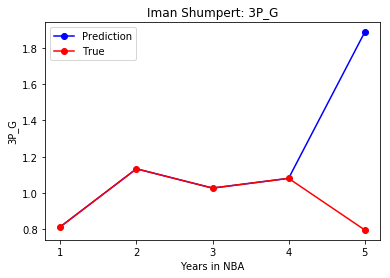 Iman Shumpert: 3P_G
Prediction
True
3P_G
1.8
1.6
1.4
1.2
1.0
0.8
1 2 3 4 5
Years in NBA